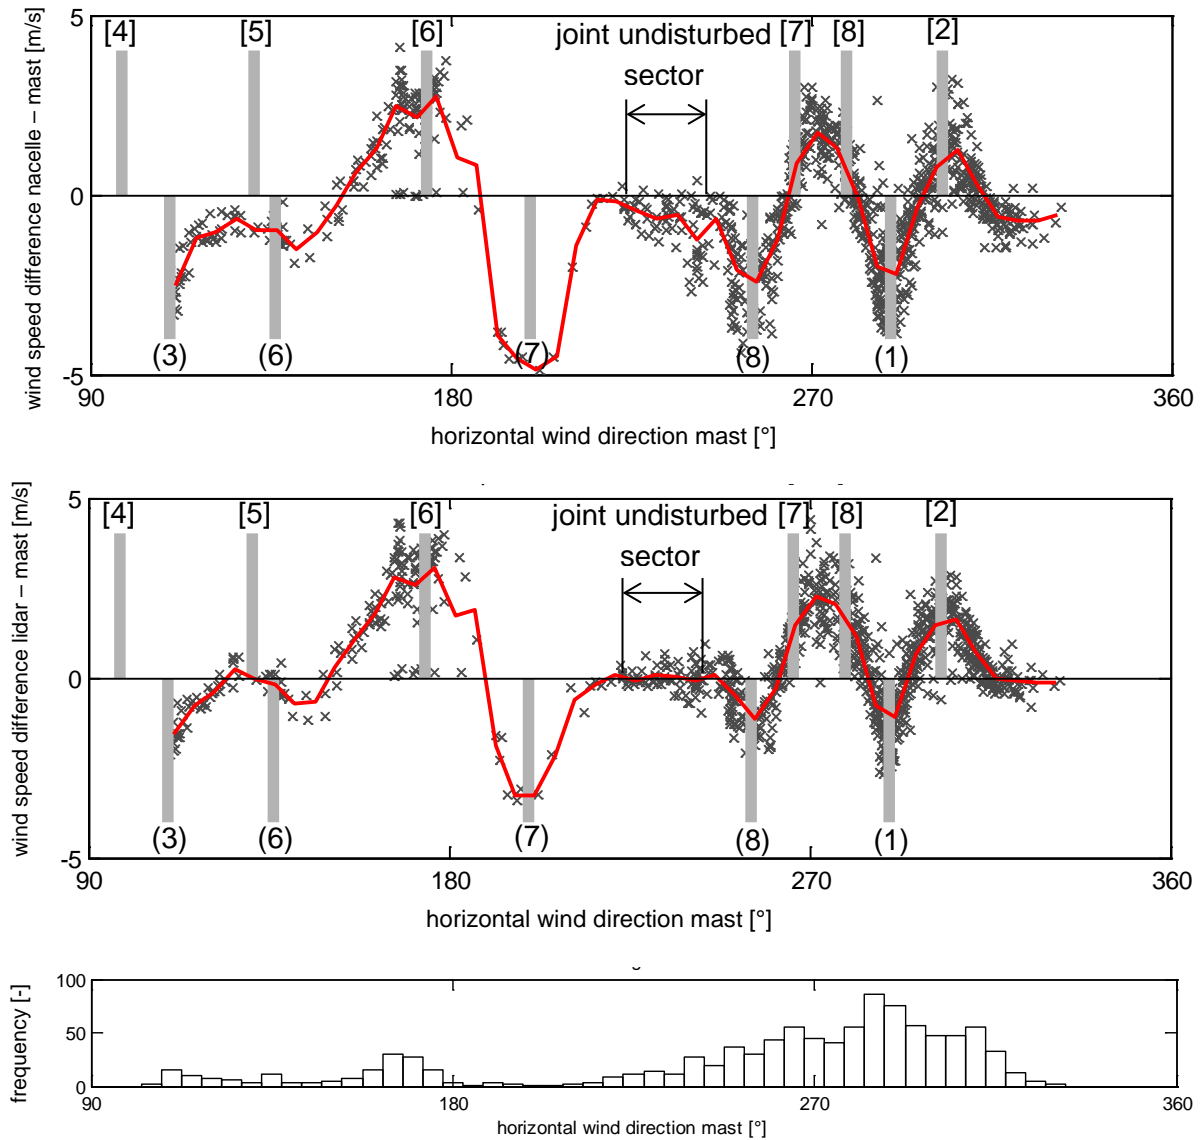 wind speed difference nacelle – mast [m/s]
5
0
-5
[4] [5] [6] joint undisturbed [7] [8] [2]
sector
(3) (6) (7) (8) (1)
90 180 270 360
horizontal wind direction mast [°]
wind speed difference lidar – mast [m/s]
5
0
-5
[4] [5] [6] joint undisturbed [7] [8] [2]
sector
(3) (6) (7) (8) (1)
90 180 270 360
horizontal wind direction mast [°]
frequency [-]
100
50
0
90 180 270 360
horizontal wind direction mast [°]